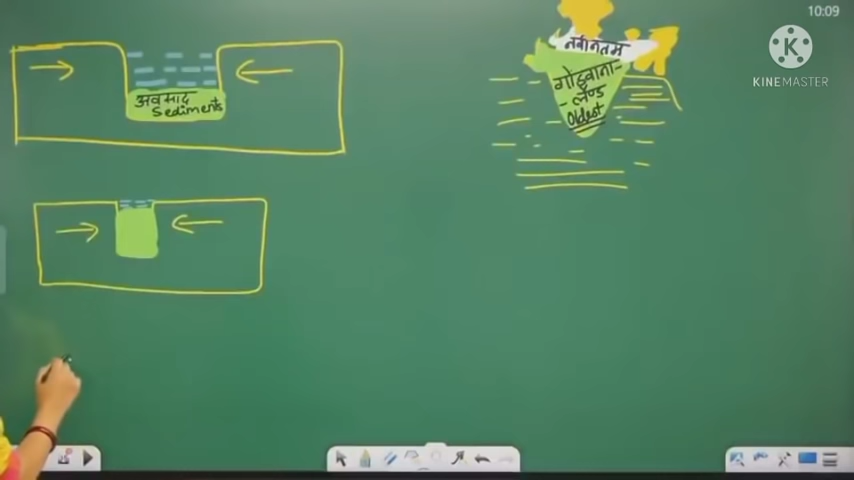 10:09
K
KINEMASTER
अवसाद
Sediments
नवीनतम
गोंडवाना-
-लैण्ड
Oldest